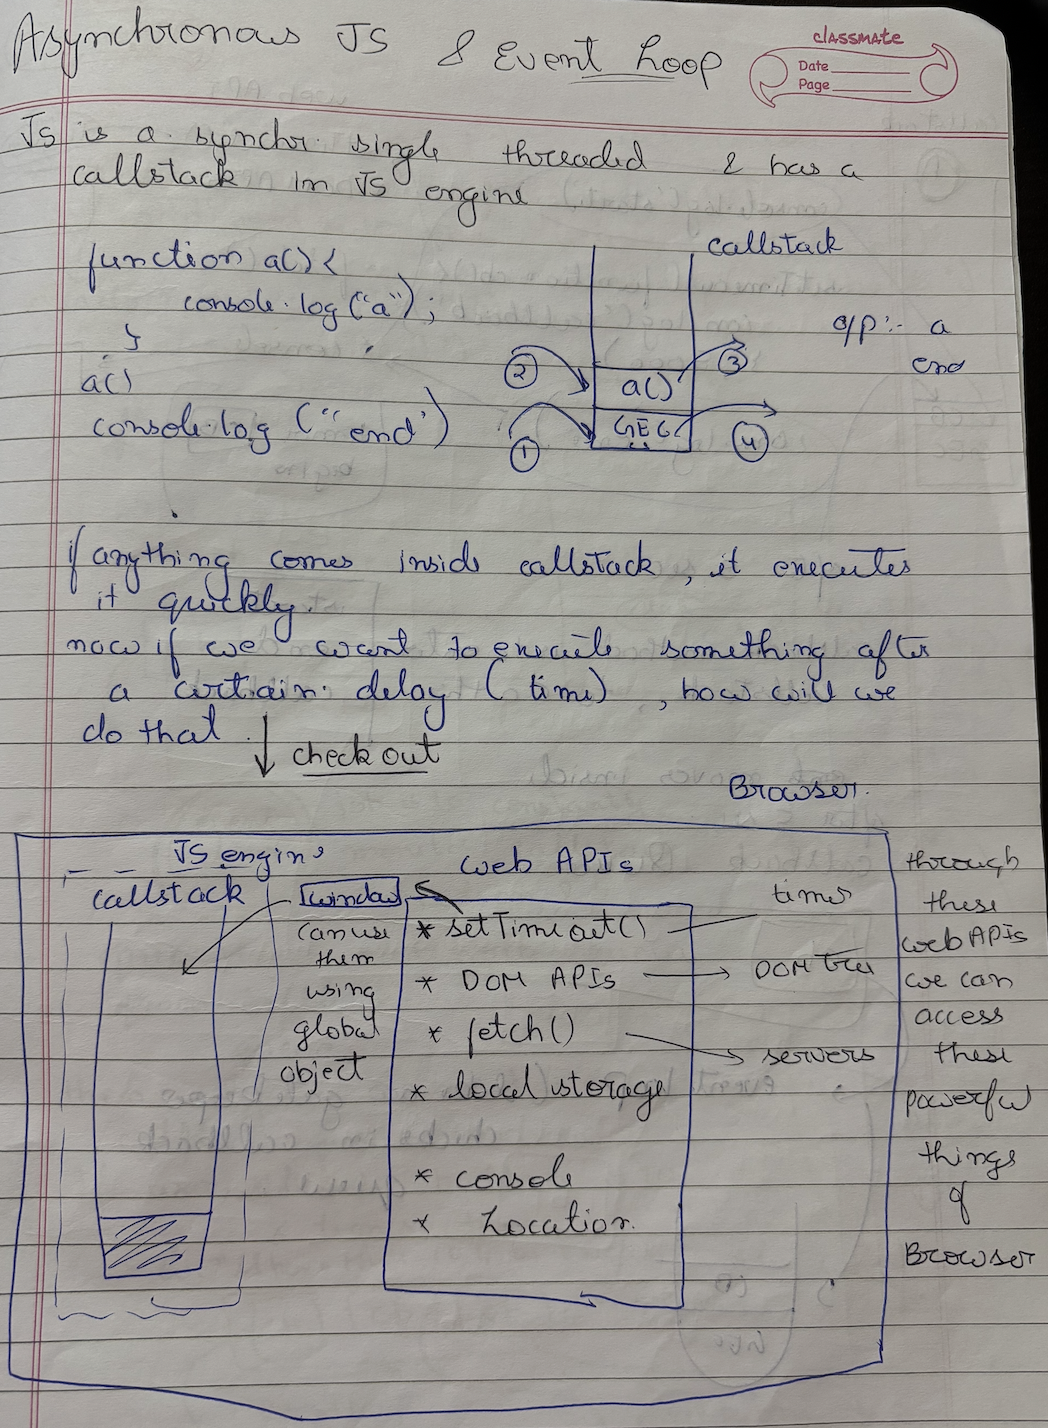 Asynchronous JS & Event Loop
classmate
Date
Page
JS is a synchr. single threaded & has a
callstack in JS engine
function a() {
console.log("a");
}
a()
console.log ("end")
callstack
o/p :- a
end
②
a()
③
①
GEC
④
if anything comes inside callstack, it executes
it quickly.
now if we want to execute something after
a certain delay (time), how will we
do that.
↓ check out
Browser.
JS engine
callstack
window
can use
them
using
global
object
Web APIs
* setTimeout()
* DOM APIs
* fetch()
* local storage
* console
* Location
timer
DOM tree
servers
through
these
web APIs
we can
access
these
powerful
things
of
Browser